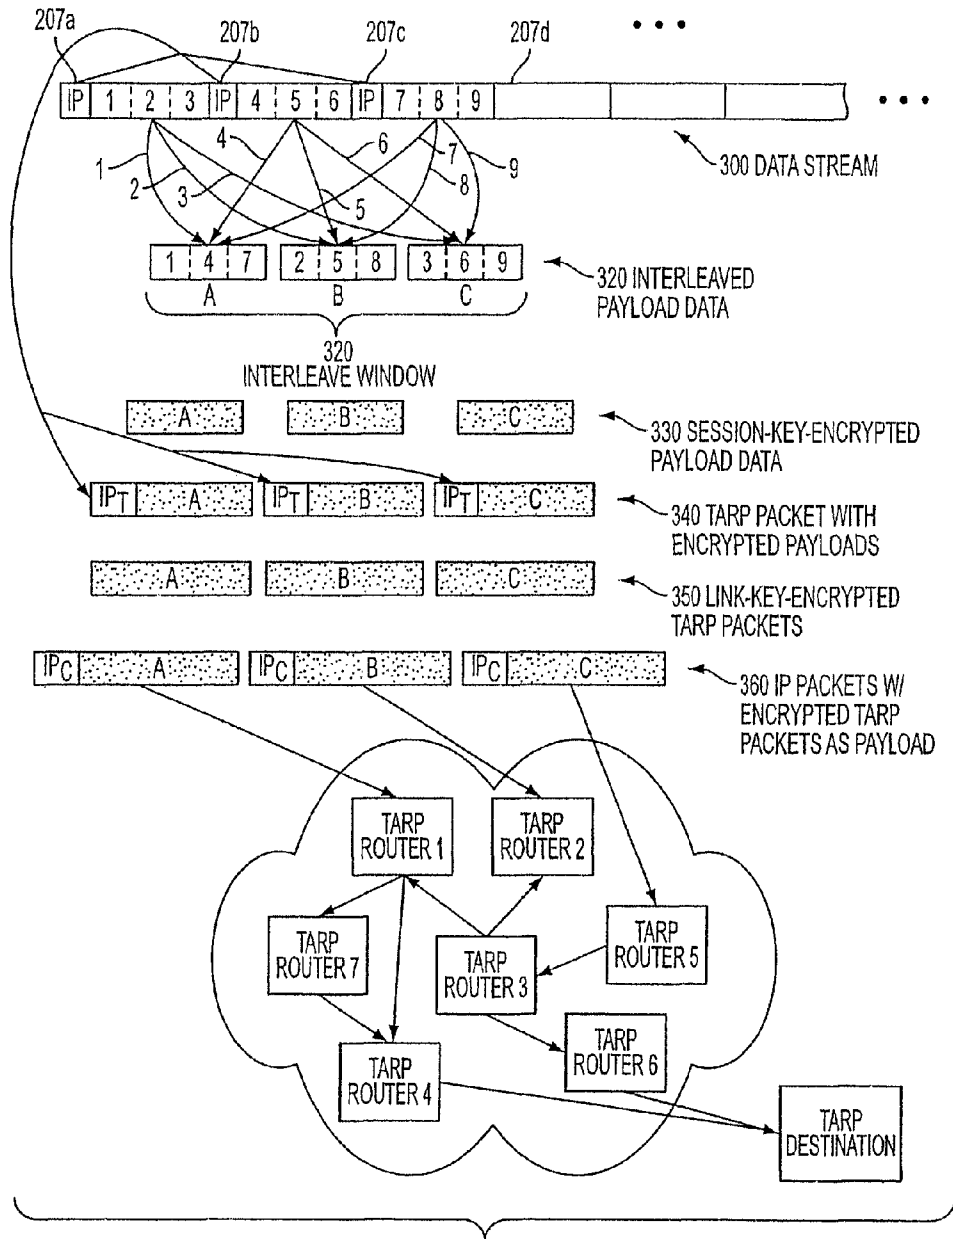 207a 207b 207c 207d • • •
IP 1 2 3 IP 4 5 6 IP 7 8 9 • • •
1 2 3 4 5 6 7 8 9
300 DATA STREAM
1 4 7 2 5 8 3 6 9
A B C
320 INTERLEAVED
PAYLOAD DATA
320
INTERLEAVE WINDOW
A B C
330 SESSION-KEY-ENCRYPTED
PAYLOAD DATA
IPT A IPT B IPT C
340 TARP PACKET WITH
ENCRYPTED PAYLOADS
A B C
350 LINK-KEY-ENCRYPTED
TARP PACKETS
IPC A IPC B IPC C
360 IP PACKETS W/
ENCRYPTED TARP
PACKETS AS PAYLOAD
TARP
ROUTER 1
TARP
ROUTER 2
TARP
ROUTER 7
TARP
ROUTER 3
TARP
ROUTER 5
TARP
ROUTER 4
TARP
ROUTER 6
TARP
DESTINATION